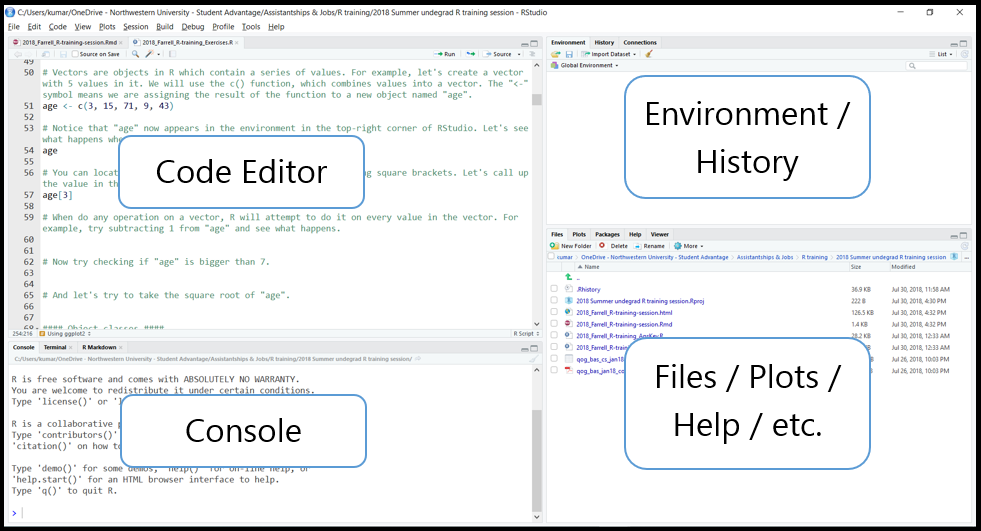 C:/Users/kumar/OneDrive - Northwestern University - Student Advantage/Assistantships & Jobs/R training/2018 Summer undegrad R training session - RStudio
File Edit Code View Plots Session Build Debug Profile Tools Help
2018_Farrell_R-training-session.Rmd
2018_Farrell_R-training_Exercises.R
Source on Save
Run
Source
49
50 # Vectors are objects in R which contain a series of values. For example, let's create a vector
with 5 values in it. We will use the c() function, which combines values into a vector. The "<-"
symbol means we are assigning the result of the function to a new object named "age".
51 age <- c(3, 15, 71, 9, 43)
52
53 # Notice that "age" now appears in the environment in the top-right corner of RStudio. Let's see
what happens
54 age
55
56 # You can square brackets. Let's call up
the value in
57 age[3]
58
59 # When do any operation on a vector, R will attempt to do it on every value in the vector. For
example, try subtracting 1 from "age" and see what happens.
60
61
62 # Now try checking if "age" is bigger than 7.
63
64
65 # And let's try to take the square root of "age".
66
67
68 #### Object classes ####
Code Editor
254:216 Using ggplot2
R Script
Console Terminal R Markdown
C:/Users/kumar/OneDrive - Northwestern University - Student Advantage/Assistantships & Jobs/R training/2018 Summer undegrad R training session/
R is free software and comes with ABSOLUTELY NO WARRANTY.
You are welcome to redistribute it under certain conditions.
Type 'license()' or
R is a collaborative
Type 'contributors()'
'citation()' on how to
Type 'demo()' for some demos, 'help()' for on-line help, or
'help.start()' for an HTML browser interface to help.
Type 'q()' to quit R.
>
Console
Environment History Connections
Import Dataset
List
Global Environment
Environment /
History
Files Plots Packages Help Viewer
New Folder Delete Rename More
kumar OneDrive - Northwestern University - Student Advantage Assistantships & Jobs R training 2018 Summer undegrad R training session
Name Size Modified
..
.Rhistory 36.9 KB Jul 30, 2018, 11:58 AM
2018 Summer undegrad R training session.Rproj 222 B Jul 30, 2018, 4:30 PM
2018_Farrell_R-training-session.html 126.5 KB Jul 30, 2018, 4:32 PM
2018_Farrell_R-training-session.Rmd 1.4 KB Jul 30, 2018, 4:32 PM
2018_Farrell_R-training_AnsKey.R 28.2 KB Jul 30, 2018, 12:33 AM
Jul 30, 2018, 12:33 AM
qog_bas_cs_jan18 Jul 26, 2018, 10:03 PM
qog_bas_jan18_co Jul 26, 2018, 10:03 PM
Files / Plots /
Help / etc.